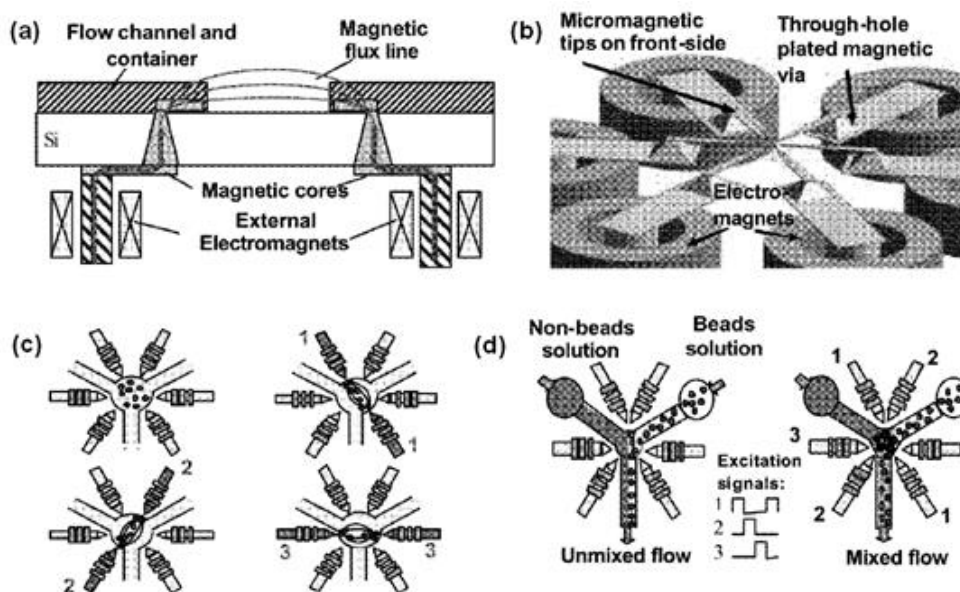 (a)
Flow channel and
container
Magnetic
flux line
Si
Magnetic cores
External
Electromagnets
(b)
Micromagnetic
tips on front-side
Through-hole
plated magnetic
via
Electro-
magnets
(c)
1
1
2
2
3
3
(d)
Non-beads
solution
Beads
solution
Unmixed flow
Excitation
signals:
1
2
3
1
2
3
2
1
Mixed flow